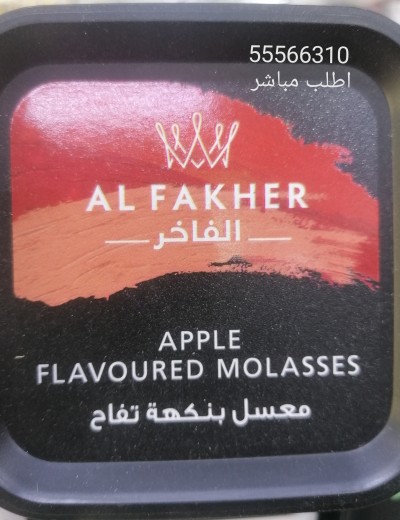 55566310
اطلب مباشر
AL FAKHER
الفاخر
APPLE
FLAVOURED MOLASSES
معسل بنكهة تفاح